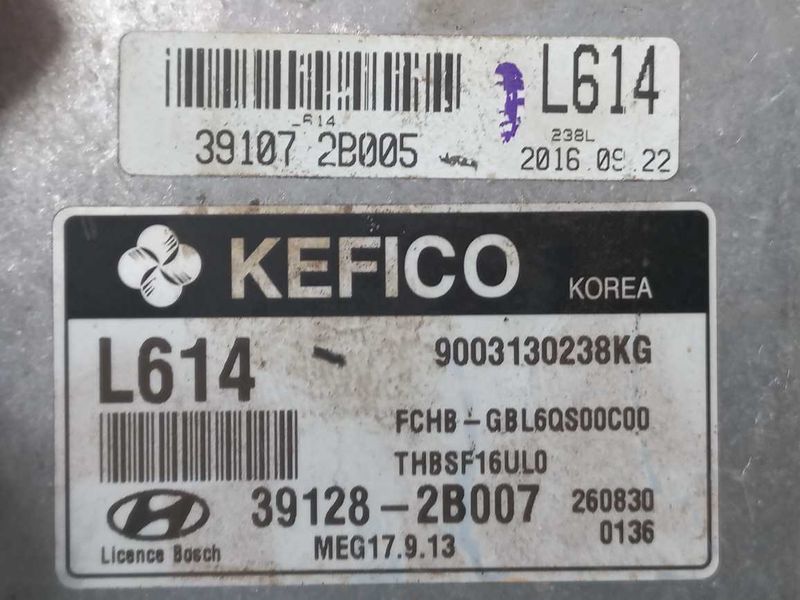 L614
L614
238L
39107 2B005
2016.09.22
KEFICO
KOREA
L614
9003130238KG
FCHB-GBL6QS00C00
THBSF16UL0
39128-2B007
260830
0136
Licence Bosch
MEG17.9.13